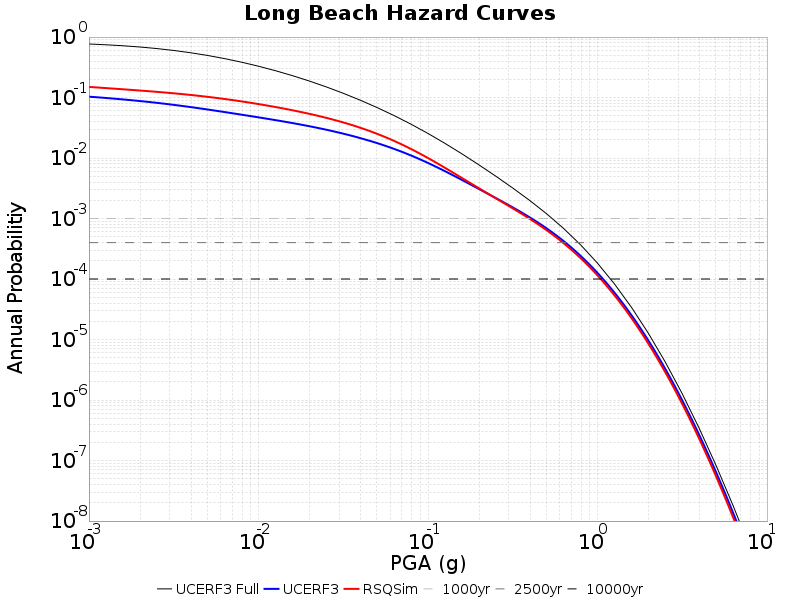 Long Beach Hazard Curves
Annual Probabilitiy
10^0
10^-1
10^-2
10^-3
10^-4
10^-5
10^-6
10^-7
10^-8
10^-3 10^-2 10^-1 10^0 10^1
PGA (g)
UCERF3 Full UCERF3 RSQSim 1000yr 2500yr 10000yr